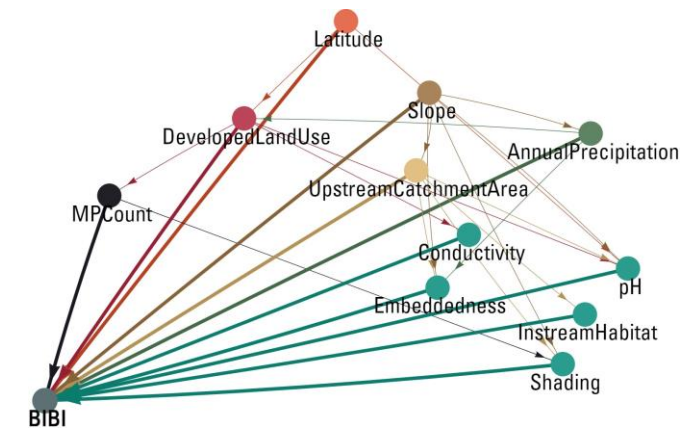 Latitude
Slope
DevelopedLandUse
AnnualPrecipitation
UpstreamCatchmentArea
MPCount
Conductivity
pH
Embeddedness
InstreamHabitat
Shading
BIBI